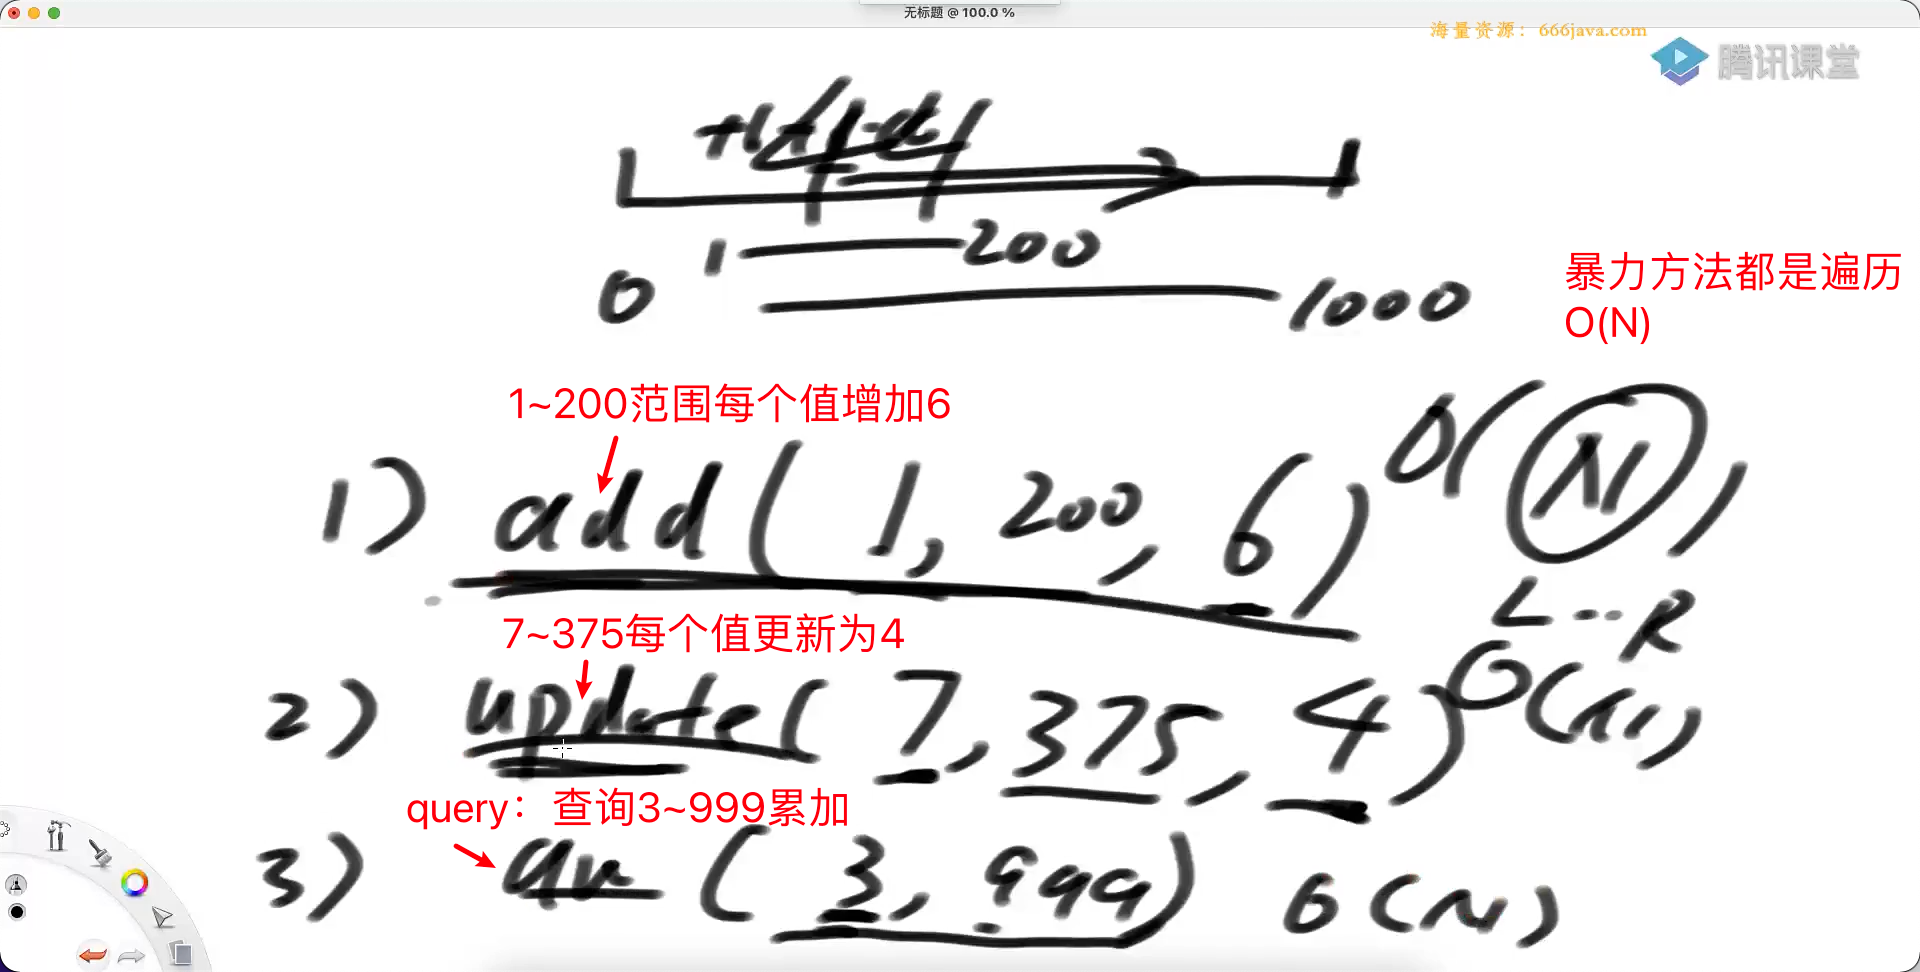 无标题 @ 100.0 %
海量资源：666java.com
腾讯课堂
1 200
0 1000
暴力方法都是遍历
O(N)
1~200范围每个值增加6
1) add(1, 200, 6) O(N)
L...R
7~375每个值更新为4
2) update(7, 375, 4) O(N)
query：查询3~999累加
3) qu(3, 999) O(N)